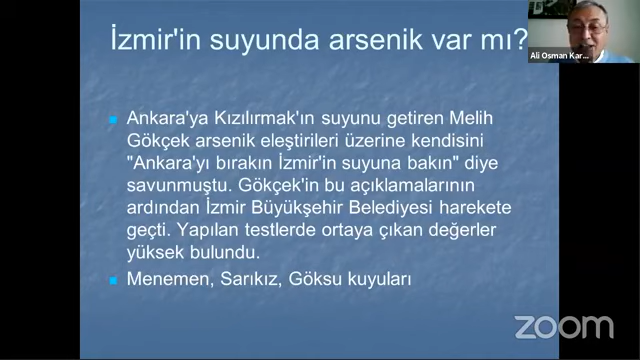 İzmir'in suyunda arsenik var mı?
Ali Osman Kar...
Ankara'ya Kızılırmak'ın suyunu getiren Melih
Gökçek arsenik eleştirileri üzerine kendisini
"Ankara'yı bırakın İzmir'in suyuna bakın" diye
savunmuştu. Gökçek'in bu açıklamalarının
ardından İzmir Büyükşehir Belediyesi harekete
geçti. Yapılan testlerde ortaya çıkan değerler
yüksek bulundu.
Menemen, Sarıkız, Göksu kuyuları
zoom